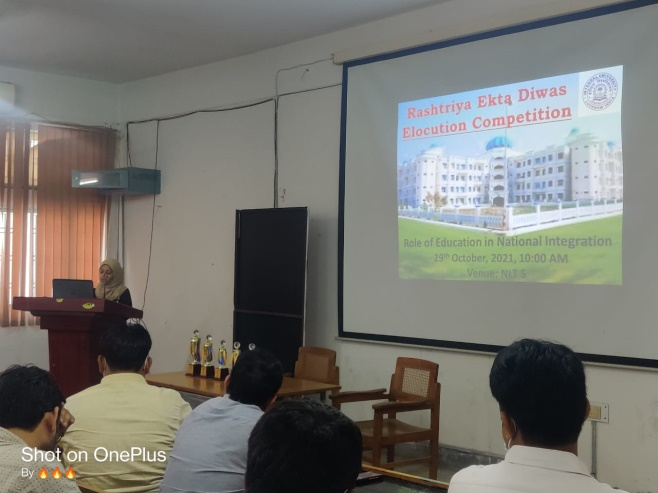 Rashtriya Ekta Diwas
Elocution Competition
Role of Education in National Integration
29th October, 2021, 10:00 AM
Venue: NLT 5
Shot on OnePlus
By 🔥🔥🔥